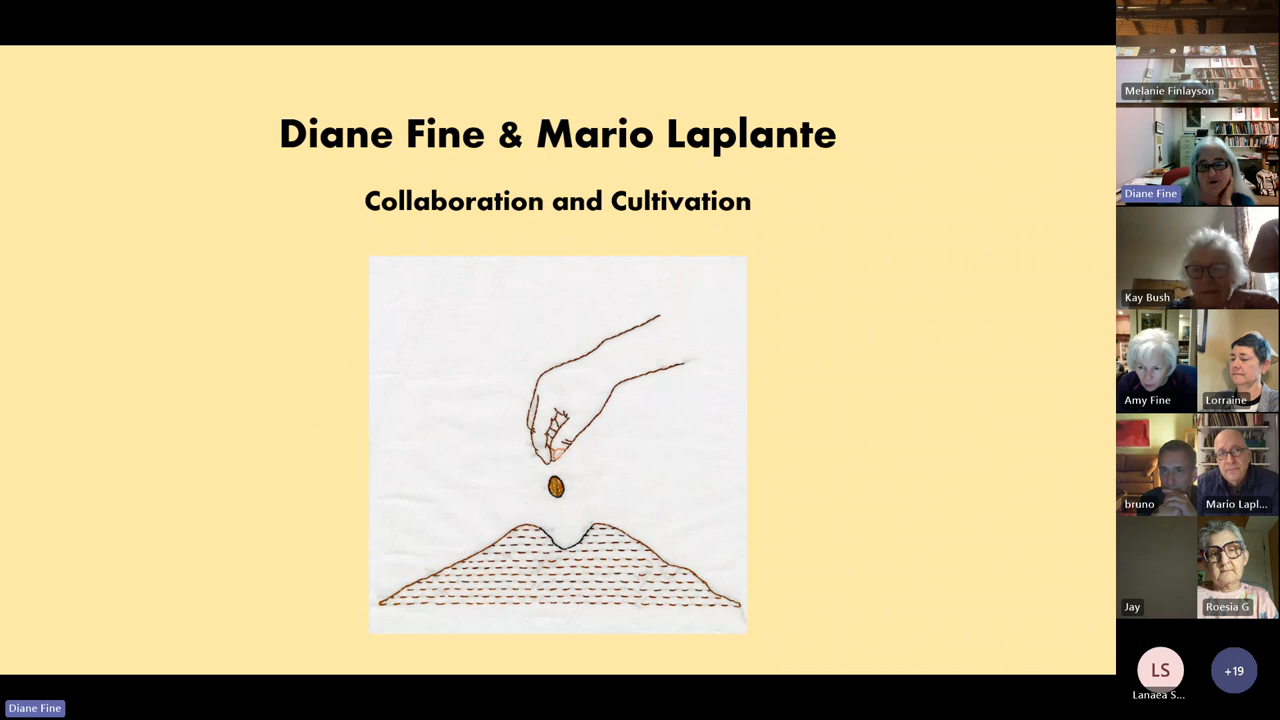 Diane Fine & Mario Laplante
Collaboration and Cultivation
Melanie Finlayson
Diane Fine
Kay Bush
Amy Fine
Lorraine
bruno
Mario Lapl...
Jay
Roesia G
LS
Lanaea S...
+19
Diane Fine